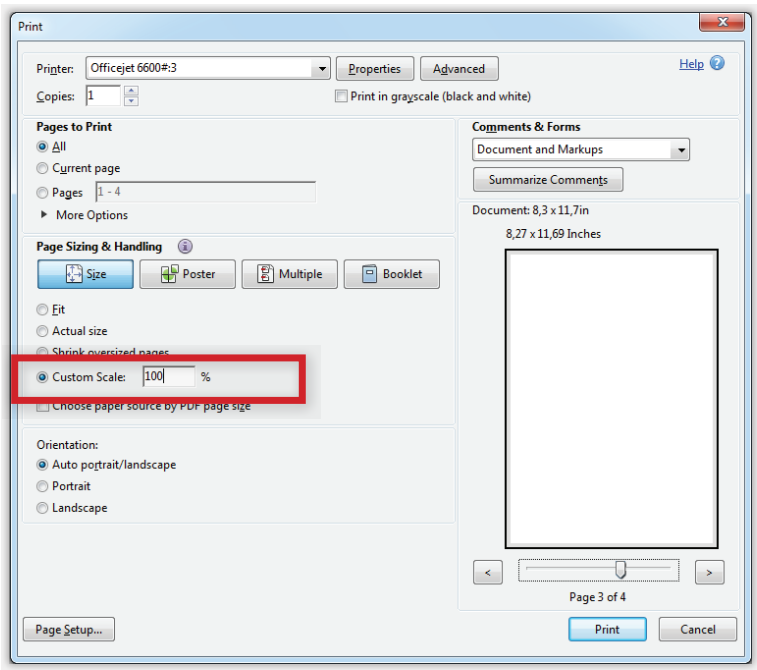 Print
Printer: Officejet 6600#:3 Properties Advanced Help
Copies: 1 Print in grayscale (black and white)
Pages to Print
All
Current page
Pages 1 - 4
More Options
Page Sizing & Handling
Size Poster Multiple Booklet
Fit
Actual size
Shrink oversized pages
Custom Scale: 100 %
Choose paper source by PDF page size
Orientation:
Auto portrait/landscape
Portrait
Landscape
Comments & Forms
Document and Markups
Summarize Comments
Document: 8,3 x 11,7in
8,27 x 11,69 Inches
< >
Page 3 of 4
Page Setup... Print Cancel